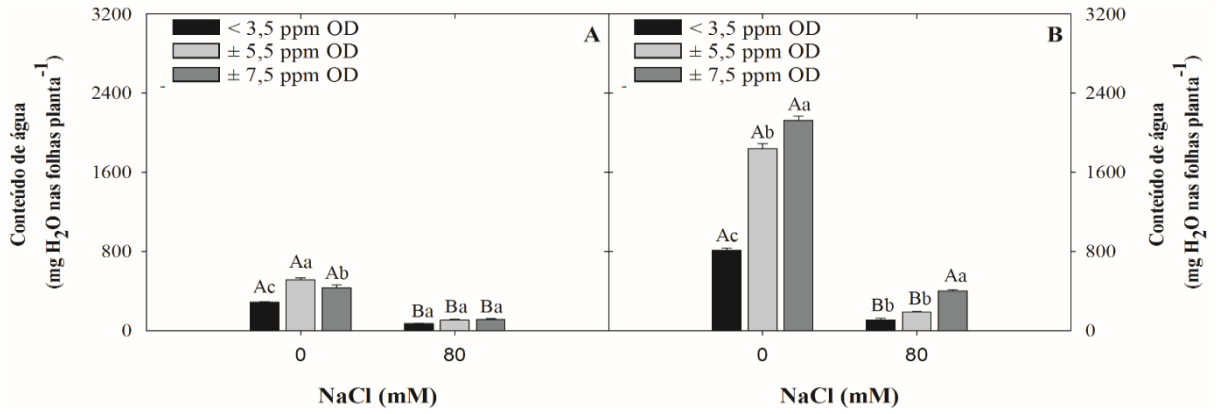 3200
2400
1600
800
0
Conteúdo de água
(mg H2O nas folhas planta-1)
< 3,5 ppm OD
± 5,5 ppm OD
± 7,5 ppm OD
A
Ac Aa Ab Ba Ba Ba
0 80
NaCl (mM)
< 3,5 ppm OD
± 5,5 ppm OD
± 7,5 ppm OD
B
Ac Ab Aa Bb Bb Aa
0 80
NaCl (mM)
3200
2400
1600
800
0
Conteúdo de água
(mg H2O nas folhas planta-1)